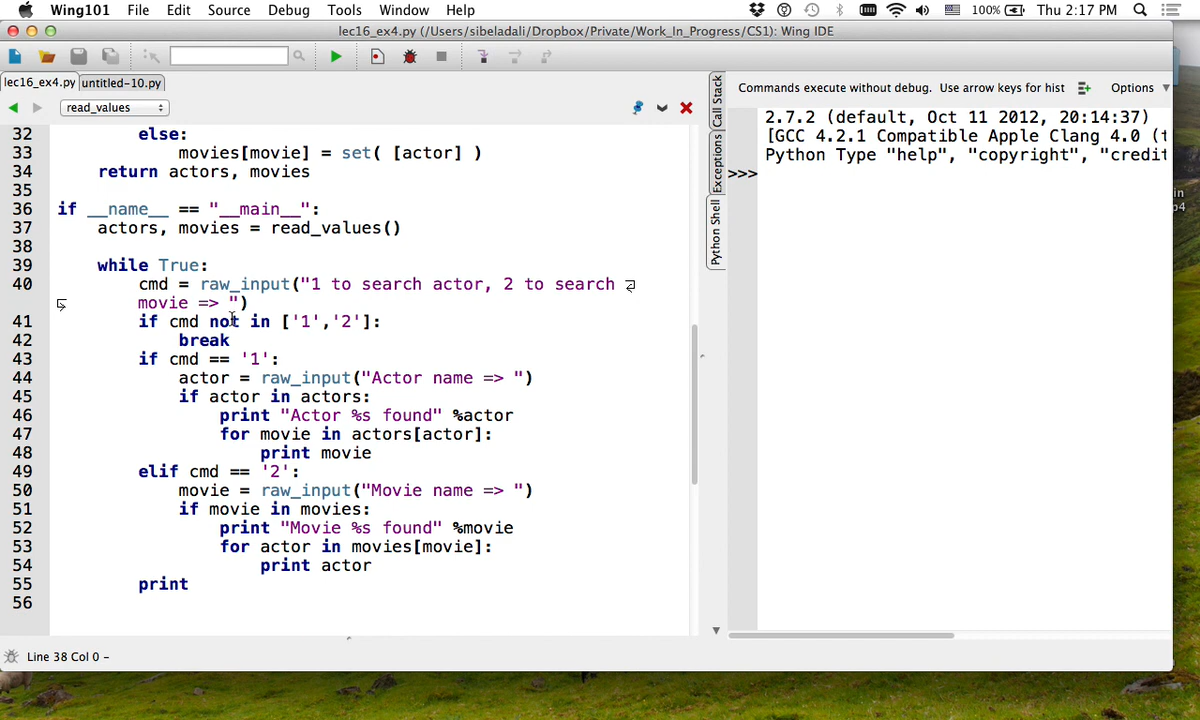 Wing101 File Edit Source Debug Tools Window Help 100% Thu 2:17 PM
lec16_ex4.py (/Users/sibeladali/Dropbox/Private/Work_In_Progress/CS1): Wing IDE
lec16_ex4.py untitled-10.py
read_values
32 else:
33 movies[movie] = set( [actor] )
34 return actors, movies
35
36 if __name__ == "__main__":
37 actors, movies = read_values()
38
39 while True:
40 cmd = raw_input("1 to search actor, 2 to search
movie => ")
41 if cmd not in ['1','2']:
42 break
43 if cmd == '1':
44 actor = raw_input("Actor name => ")
45 if actor in actors:
46 print "Actor %s found" %actor
47 for movie in actors[actor]:
48 print movie
49 elif cmd == '2':
50 movie = raw_input("Movie name => ")
51 if movie in movies:
52 print "Movie %s found" %movie
53 for actor in movies[movie]:
54 print actor
55 print
56
Line 38 Col 0 –
Call Stack
Exceptions
Python Shell
Commands execute without debug. Use arrow keys for hist Options
2.7.2 (default, Oct 11 2012, 20:14:37)
[GCC 4.2.1 Compatible Apple Clang 4.0 (t
Python Type "help", "copyright", "credit
>>>